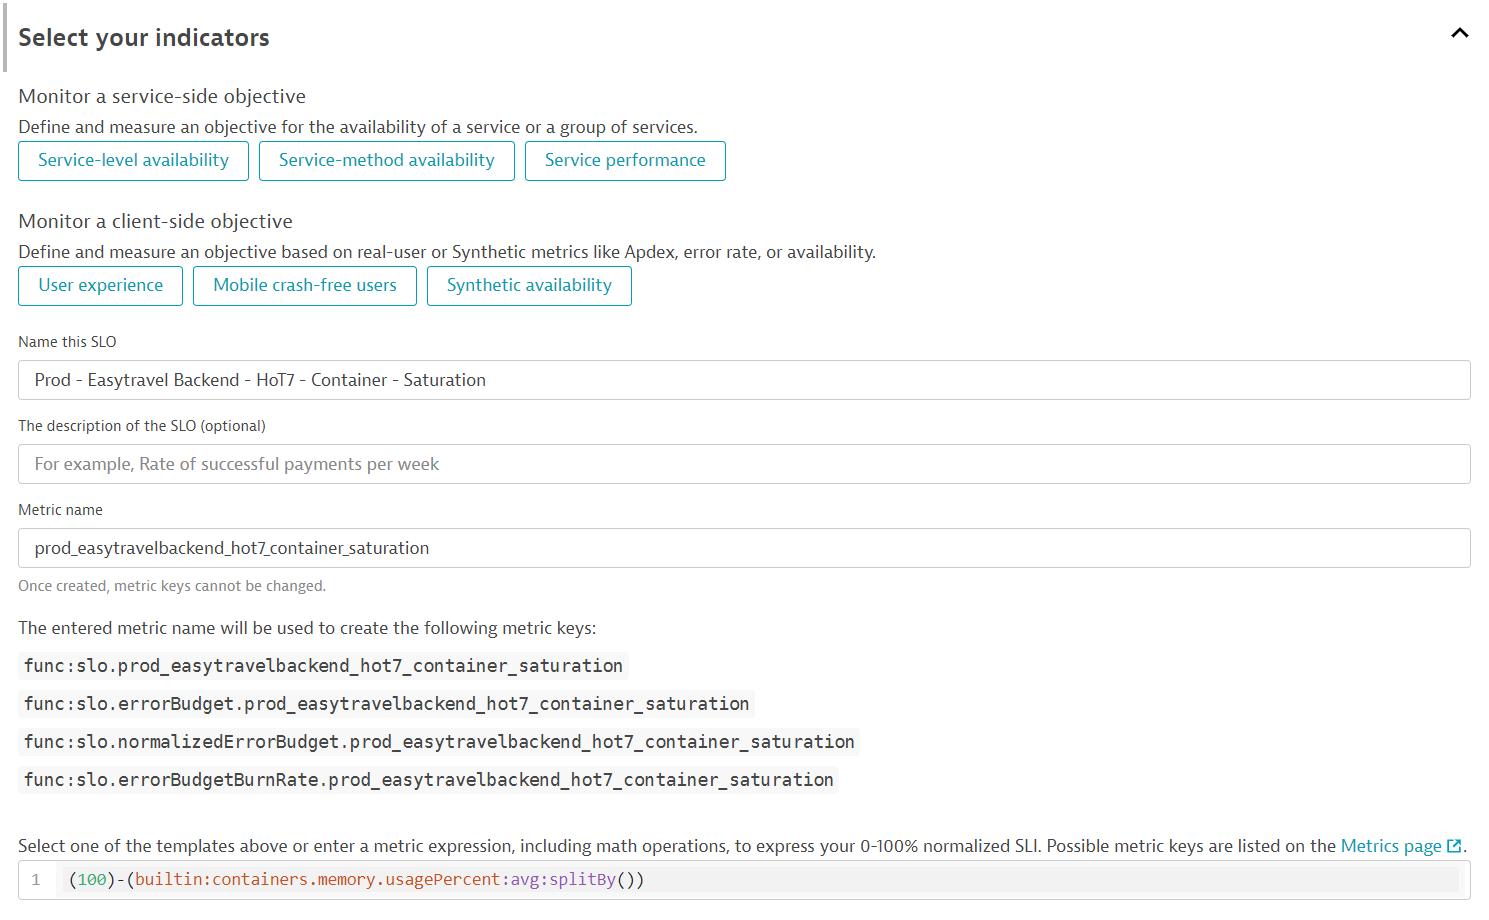 Select your indicators
Monitor a service-side objective
Define and measure an objective for the availability of a service or a group of services.
Service-level availability Service-method availability Service performance
Monitor a client-side objective
Define and measure an objective based on real-user or Synthetic metrics like Apdex, error rate, or availability.
User experience Mobile crash-free users Synthetic availability
Name this SLO
Prod - Easytravel Backend - HoT7 - Container - Saturation
The description of the SLO (optional)
For example, Rate of successful payments per week
Metric name
prod_easytravelbackend_hot7_container_saturation
Once created, metric keys cannot be changed.
The entered metric name will be used to create the following metric keys:
func:slo.prod_easytravelbackend_hot7_container_saturation
func:slo.errorBudget.prod_easytravelbackend_hot7_container_saturation
func:slo.normalizedErrorBudget.prod_easytravelbackend_hot7_container_saturation
func:slo.errorBudgetBurnRate.prod_easytravelbackend_hot7_container_saturation
Select one of the templates above or enter a metric expression, including math operations, to express your 0-100% normalized SLI. Possible metric keys are listed on the Metrics page.
1 (100)-(builtin:containers.memory.usagePercent:avg:splitBy())